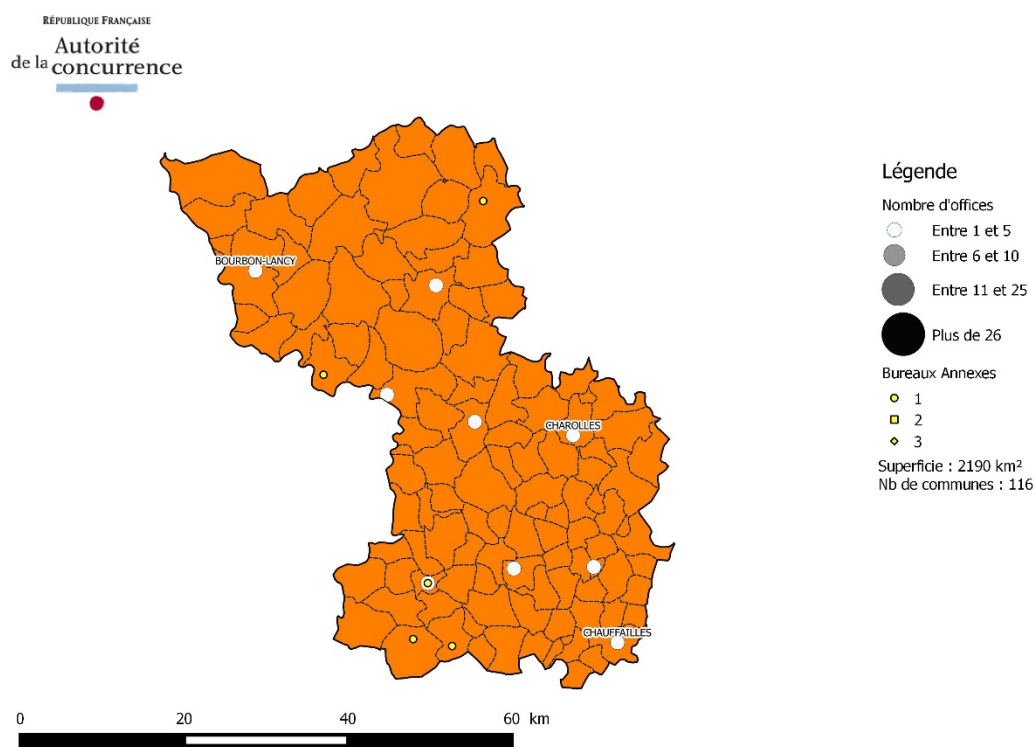 RÉPUBLIQUE FRANÇAISE
Autorité
de la concurrence
BOURBON-LANCY
CHAROLLES
CHAUFFAILLES
Légende
Nombre d'offices
Entre 1 et 5
Entre 6 et 10
Entre 11 et 25
Plus de 26
Bureaux Annexes
1
2
3
Superficie : 2190 km²
Nb de communes : 116
0 20 40 60 km